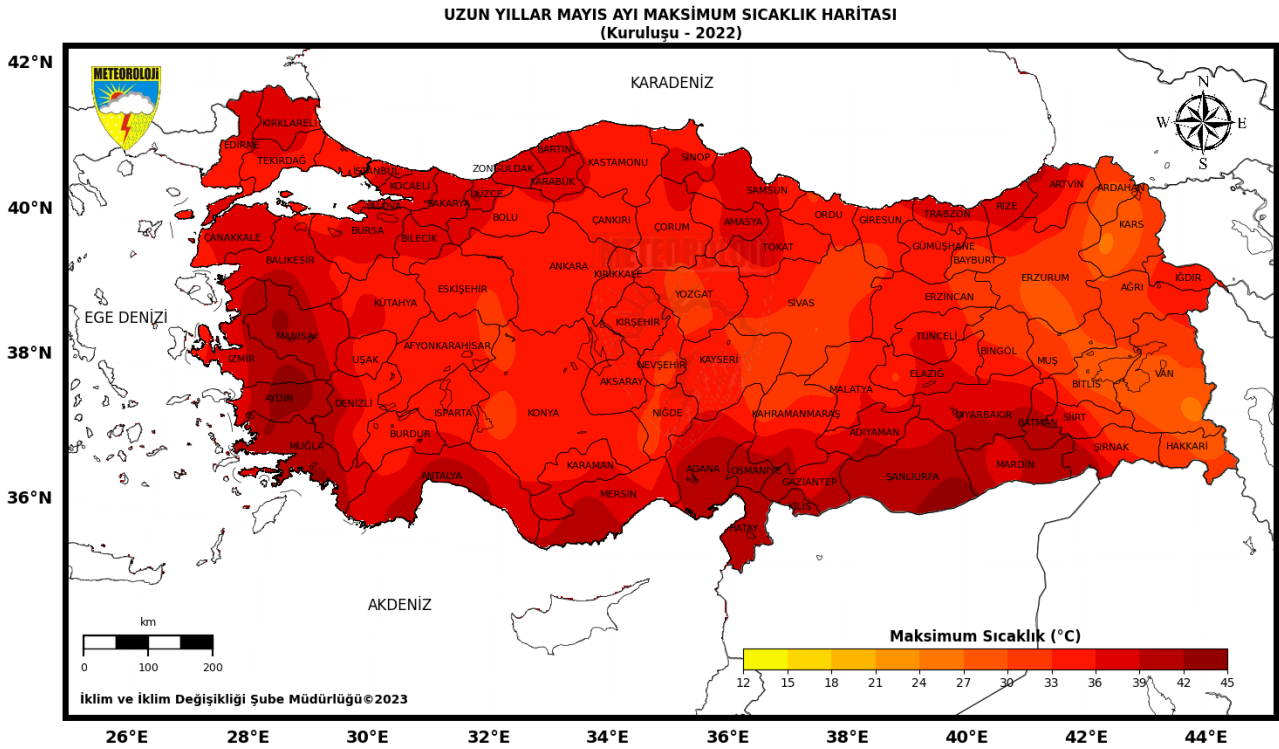 UZUN YILLAR MAYIS AYI MAKSİMUM SICAKLIK HARİTASI
(Kuruluşu - 2022)
42°N
40°N
38°N
36°N
METEOROLOJİ
KARADENİZ
N
W
E
S
KIRKLARELİ
EDİRNE
TEKİRDAĞ
İSTANBUL
KOCAELİ
YALOVA
SAKARYA
DÜZCE
ZONGULDAK
BARTIN
KARABÜK
KASTAMONU
SİNOP
SAMSUN
ARTVİN
ARDAHAN
ÇANAKKALE
BURSA
BİLECİK
BOLU
ÇANKIRI
ÇORUM
AMASYA
TOKAT
ORDU
GİRESUN
TRABZON
RİZE
KARS
GÜMÜŞHANE
BAYBURT
BALIKESİR
ANKARA
KIRIKKALE
METEOROLOJİ
ERZURUM
AĞRI
IĞDIR
KÜTAHYA
ESKİŞEHİR
YOZGAT
SİVAS
ERZİNCAN
EGE DENİZİ
MANİSA
KIRŞEHİR
TUNCELİ
İZMİR
UŞAK
AFYONKARAHİSAR
NEVŞEHİR
KAYSERİ
ELAZIĞ
BİNGÖL
MUŞ
BİTLİS
VAN
AYDIN
DENİZLİ
ISPARTA
KONYA
AKSARAY
NİĞDE
MALATYA
KAHRAMANMARAŞ
DİYARBAKIR
BATMAN
SİİRT
MUĞLA
BURDUR
ADIYAMAN
ŞIRNAK
HAKKARİ
ANTALYA
KARAMAN
MERSİN
ADANA
OSMANİYE
GAZİANTEP
ŞANLIURFA
MARDİN
KİLİS
HATAY
AKDENİZ
km
0 100 200
Maksimum Sıcaklık (°C)
12 15 18 21 24 27 30 33 36 39 42 45
İklim ve İklim Değişikliği Şube Müdürlüğü©2023
26°E 28°E 30°E 32°E 34°E 36°E 38°E 40°E 42°E 44°E